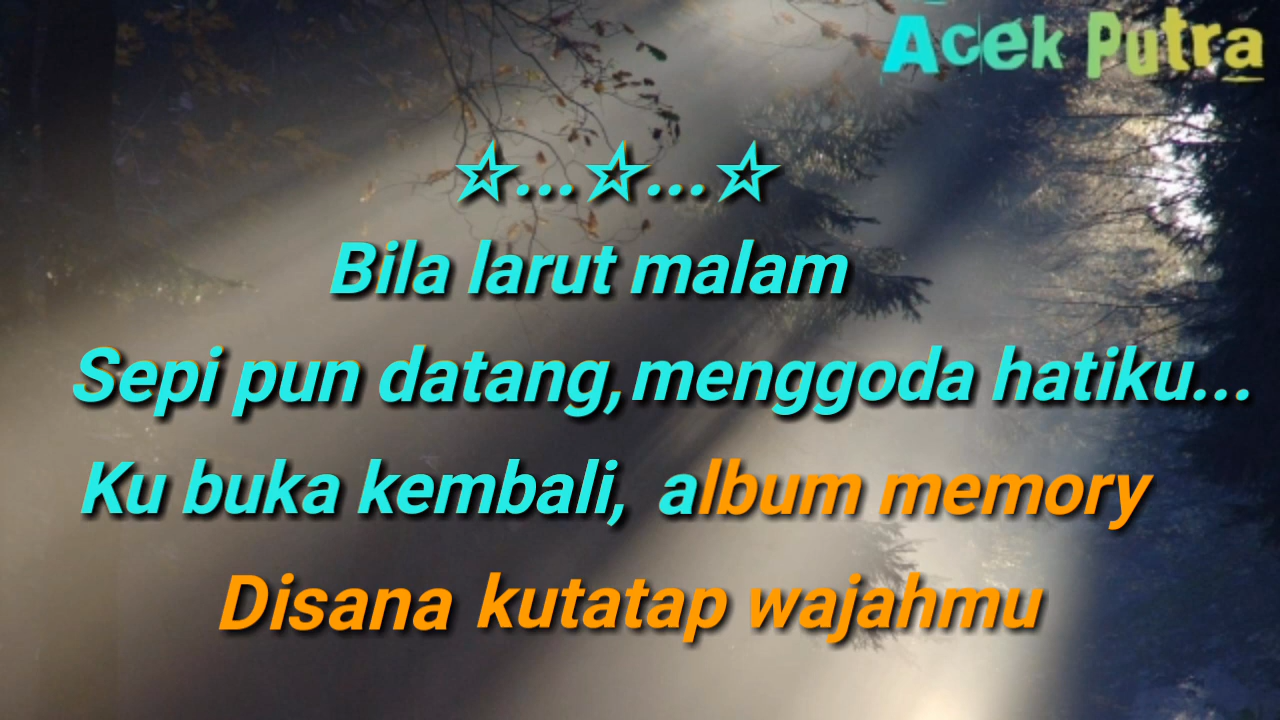 Acek Putra
☆...☆...☆
Bila larut malam
Sepi pun datang, menggoda hatiku...
Ku buka kembali, album memory
Disana kutatap wajahmu